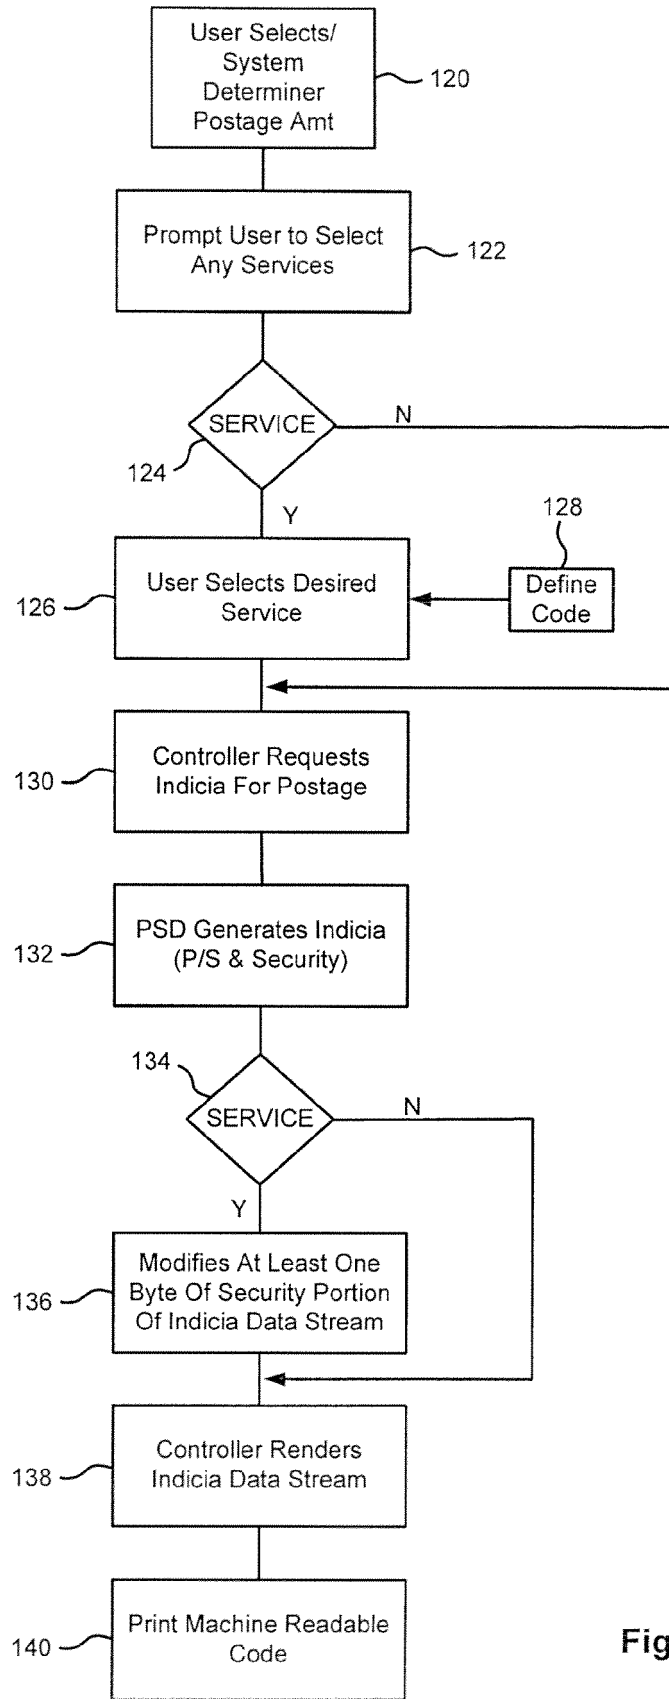 User Selects/
System
Determiner
Postage Amt
120
Prompt User to Select
Any Services
122
SERVICE
N
124
Y
128
User Selects Desired
Service
126
Define
Code
Controller Requests
Indicia For Postage
130
PSD Generates Indicia
(P/S & Security)
132
134
SERVICE
N
Y
Modifies At Least One
Byte Of Security Portion
Of Indicia Data Stream
136
Controller Renders
Indicia Data Stream
138
Print Machine Readable
Code
140
Fig